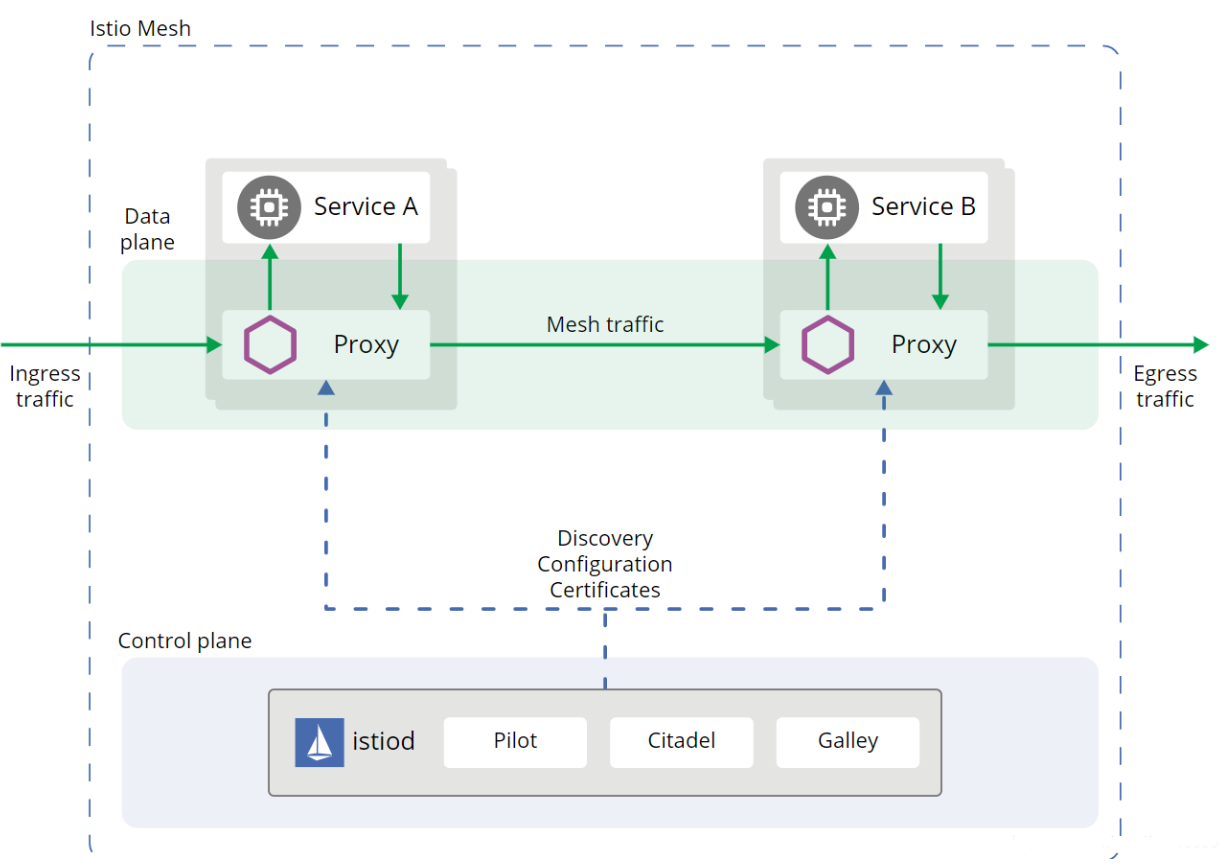 Istio Mesh
Data
plane
Service A
Service B
Proxy
Mesh traffic
Proxy
Ingress
traffic
Egress
traffic
Discovery
Configuration
Certificates
Control plane
istiod
Pilot
Citadel
Galley